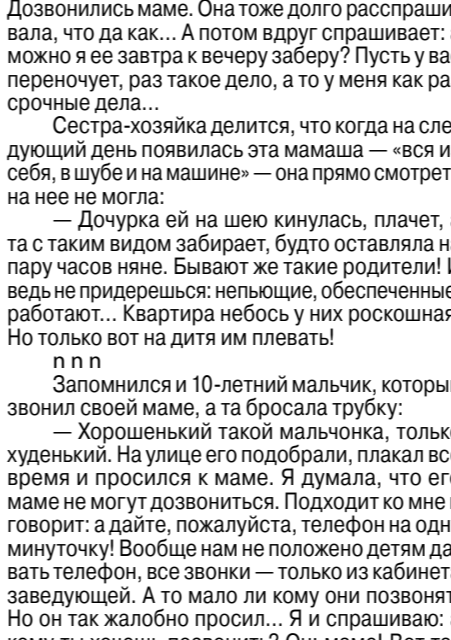 Дозвонились маме. Она тоже долго расспраши
вала, что да как... А потом вдруг спрашивает: а
можно я ее завтра к вечеру заберу? Пусть у ва
переночует, раз такое дело, а то у меня как ра
срочные дела...
Сестра-хозяйка делится, что когда на сле
дующий день появилась эта мамаша — «вся и
себя, в шубе и на машине» — она прямо смотрет
на нее не могла:
— Дочурка ей на шею кинулась, плачет, а
та с таким видом забирает, будто оставляла н
пару часов няне. Бывают же такие родители! И
ведь не придерешься: непьющие, обеспеченные
работают... Квартира небось у них роскошная
Но только вот на дитя им плевать!
n n n
Запомнился и 10-летний мальчик, которы
звонил своей маме, а та бросала трубку:
— Хорошенький такой мальчонка, тольк
худенький. На улице его подобрали, плакал вс
время и просился к маме. Я думала, что ег
маме не могут дозвониться. Подходит ко мне
говорит: а дайте, пожалуйста, телефон на одн
минуточку! Вообще нам не положено детям да
вать телефон, все звонки — только из кабинет
заведующей. А то мало ли кому они позвонят
Но он так жалобно просил... Я и спрашиваю: а